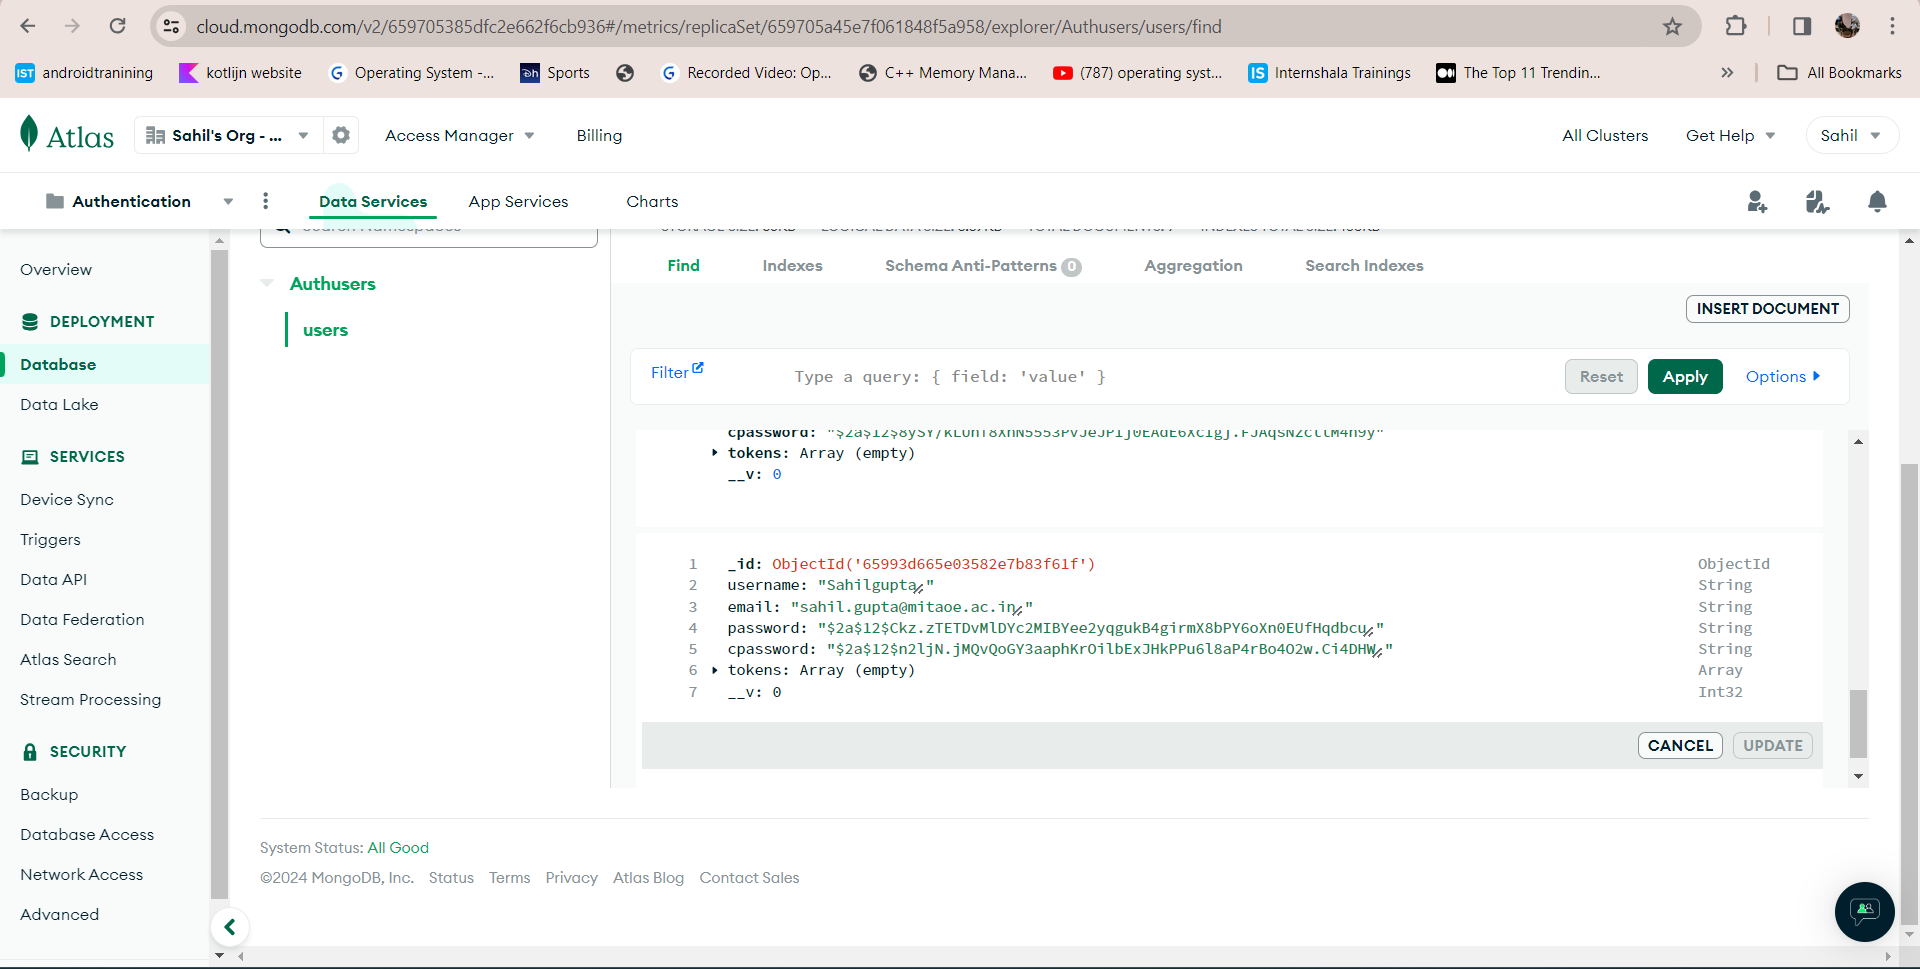 cloud.mongodb.com/v2/659705385dfc2e662f6cb936#/metrics/replicaSet/659705a45e7f061848f5a958/explorer/Authusers/users/find
IST androidtranining kotlijn website Operating System -... Sports Recorded Video: Op... C++ Memory Mana... (787) operating syst... IS Internshala Trainings The Top 11 Trendin... » All Bookmarks
Atlas Sahil's Org - ... Access Manager Billing All Clusters Get Help Sahil
Authentication Data Services App Services Charts
Find Indexes Schema Anti-Patterns 0 Aggregation Search Indexes
INSERT DOCUMENT
Filter Type a query: { field: 'value' } Reset Apply Options
Overview
DEPLOYMENT
Database
Data Lake
SERVICES
Device Sync
Triggers
Data API
Data Federation
Atlas Search
Stream Processing
SECURITY
Backup
Database Access
Network Access
Advanced
Authusers
users
cpassword:
tokens: Array (empty)
__v: 0
1 _id: ObjectId('65993d665e03582e7b83f61f') ObjectId
2 username: "Sahilgupta" String
3 email: "sahil.gupta@mitaoe.ac.in" String
4 password: "$2a$12$Ckz.zTETDvMlDYc2MIBYee2yqgukB4girmX8bPY6oXn0EUfHqdbcu" String
5 cpassword: "$2a$12$n2ljN.jMQvQoGY3aaphKrOilbExJHkPPu6l8aP4rBo4O2w.Ci4DHW" String
6 tokens: Array (empty) Array
7 __v: 0 Int32
CANCEL UPDATE
System Status: All Good
©2024 MongoDB, Inc. Status Terms Privacy Atlas Blog Contact Sales